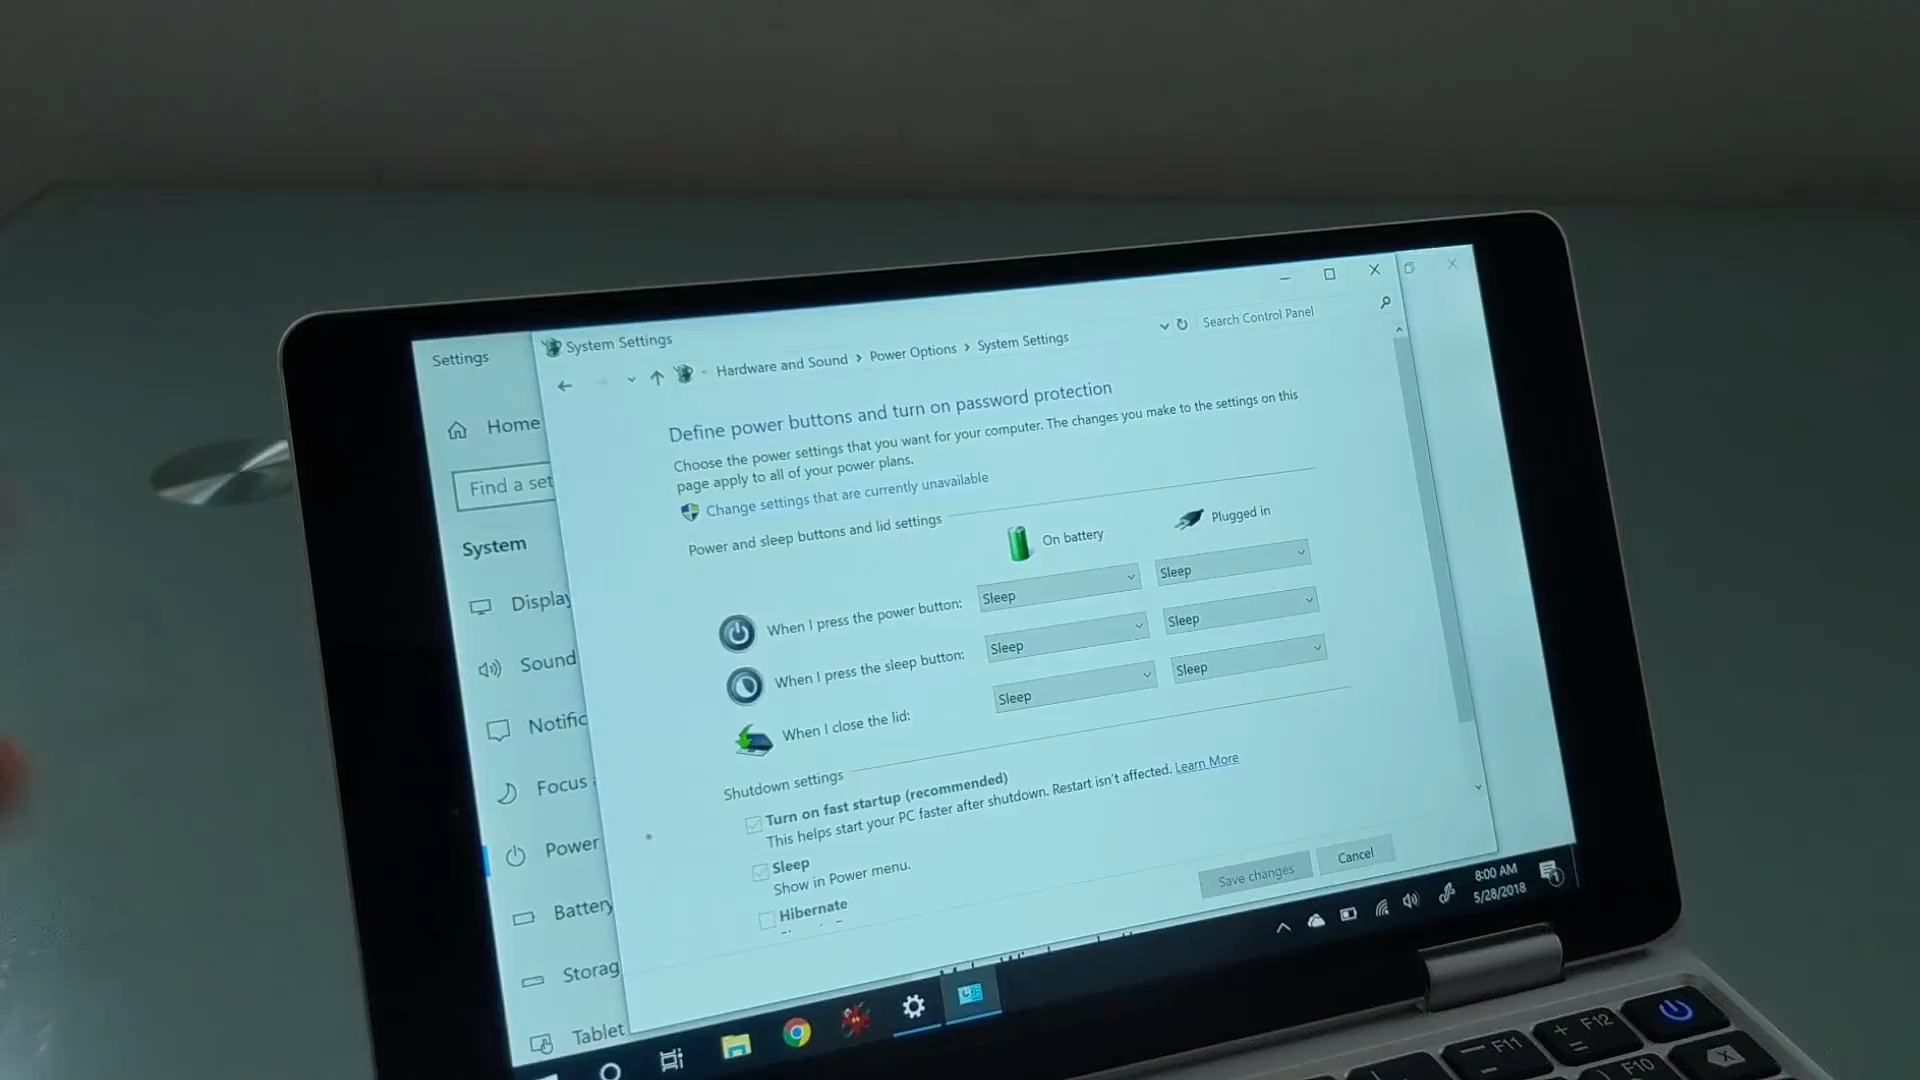 Settings
System Settings
Hardware and Sound > Power Options > System Settings
Search Control Panel
Home
Find a set
System
Display
Sound
Notific
Focus
Power
Battery
Storag
Tablet
Define power buttons and turn on password protection
Choose the power settings that you want for your computer. The changes you make to the settings on this
page apply to all of your power plans.
Change settings that are currently unavailable
Power and sleep buttons and lid settings
On battery
Plugged in
When I press the power button:
Sleep
Sleep
When I press the sleep button:
Sleep
Sleep
When I close the lid:
Sleep
Sleep
Shutdown settings
Turn on fast startup (recommended)
This helps start your PC faster after shutdown. Restart isn't affected. Learn More
Sleep
Show in Power menu.
Hibernate
Save changes
Cancel
8:00 AM
5/28/2018
1
F12
F11
F10